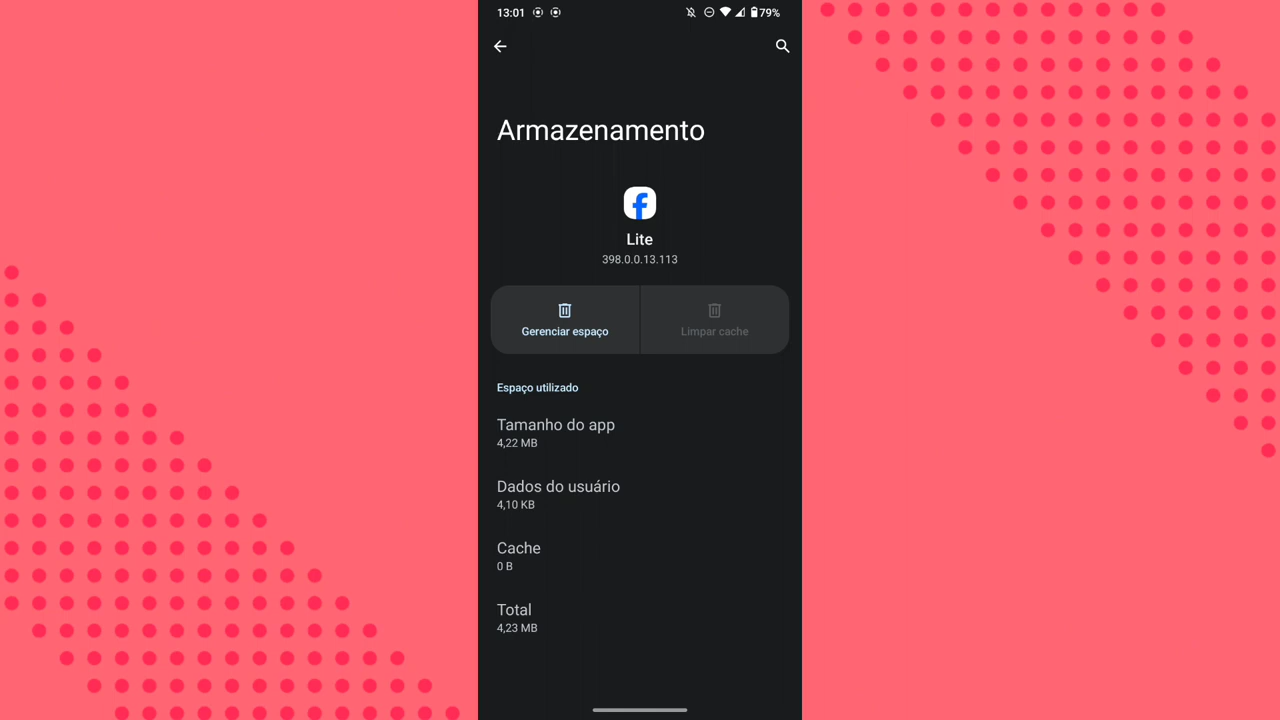 13:01 79%
Armazenamento
Lite
398.0.0.13.113
Gerenciar espaço Limpar cache
Espaço utilizado
Tamanho do app
4,22 MB
Dados do usuário
4,10 KB
Cache
0 B
Total
4,23 MB